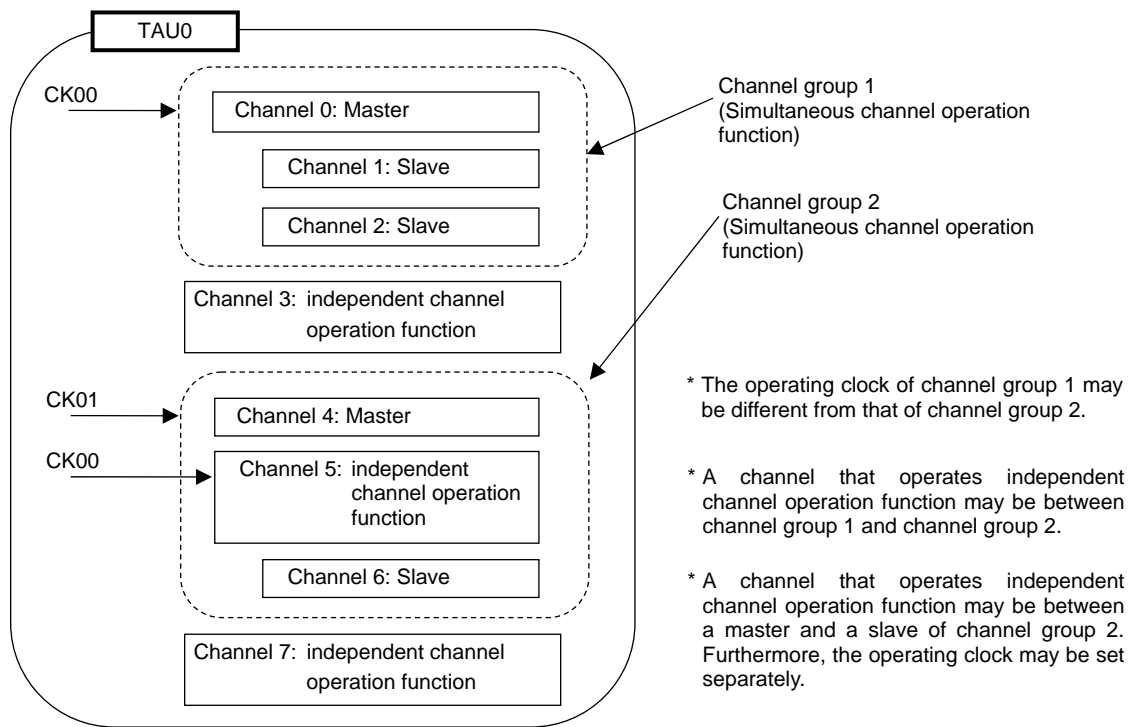 TAU0
CK00
Channel 0: Master
Channel 1: Slave
Channel 2: Slave
Channel group 1
(Simultaneous channel operation
function)
Channel group 2
(Simultaneous channel operation
function)
Channel 3: independent channel
operation function
CK01
Channel 4: Master
CK00
Channel 5: independent
channel operation
function
Channel 6: Slave
Channel 7: independent channel
operation function
* The operating clock of channel group 1 may
be different from that of channel group 2.
* A channel that operates independent
channel operation function may be between
channel group 1 and channel group 2.
* A channel that operates independent
channel operation function may be between
a master and a slave of channel group 2.
Furthermore, the operating clock may be set
separately.